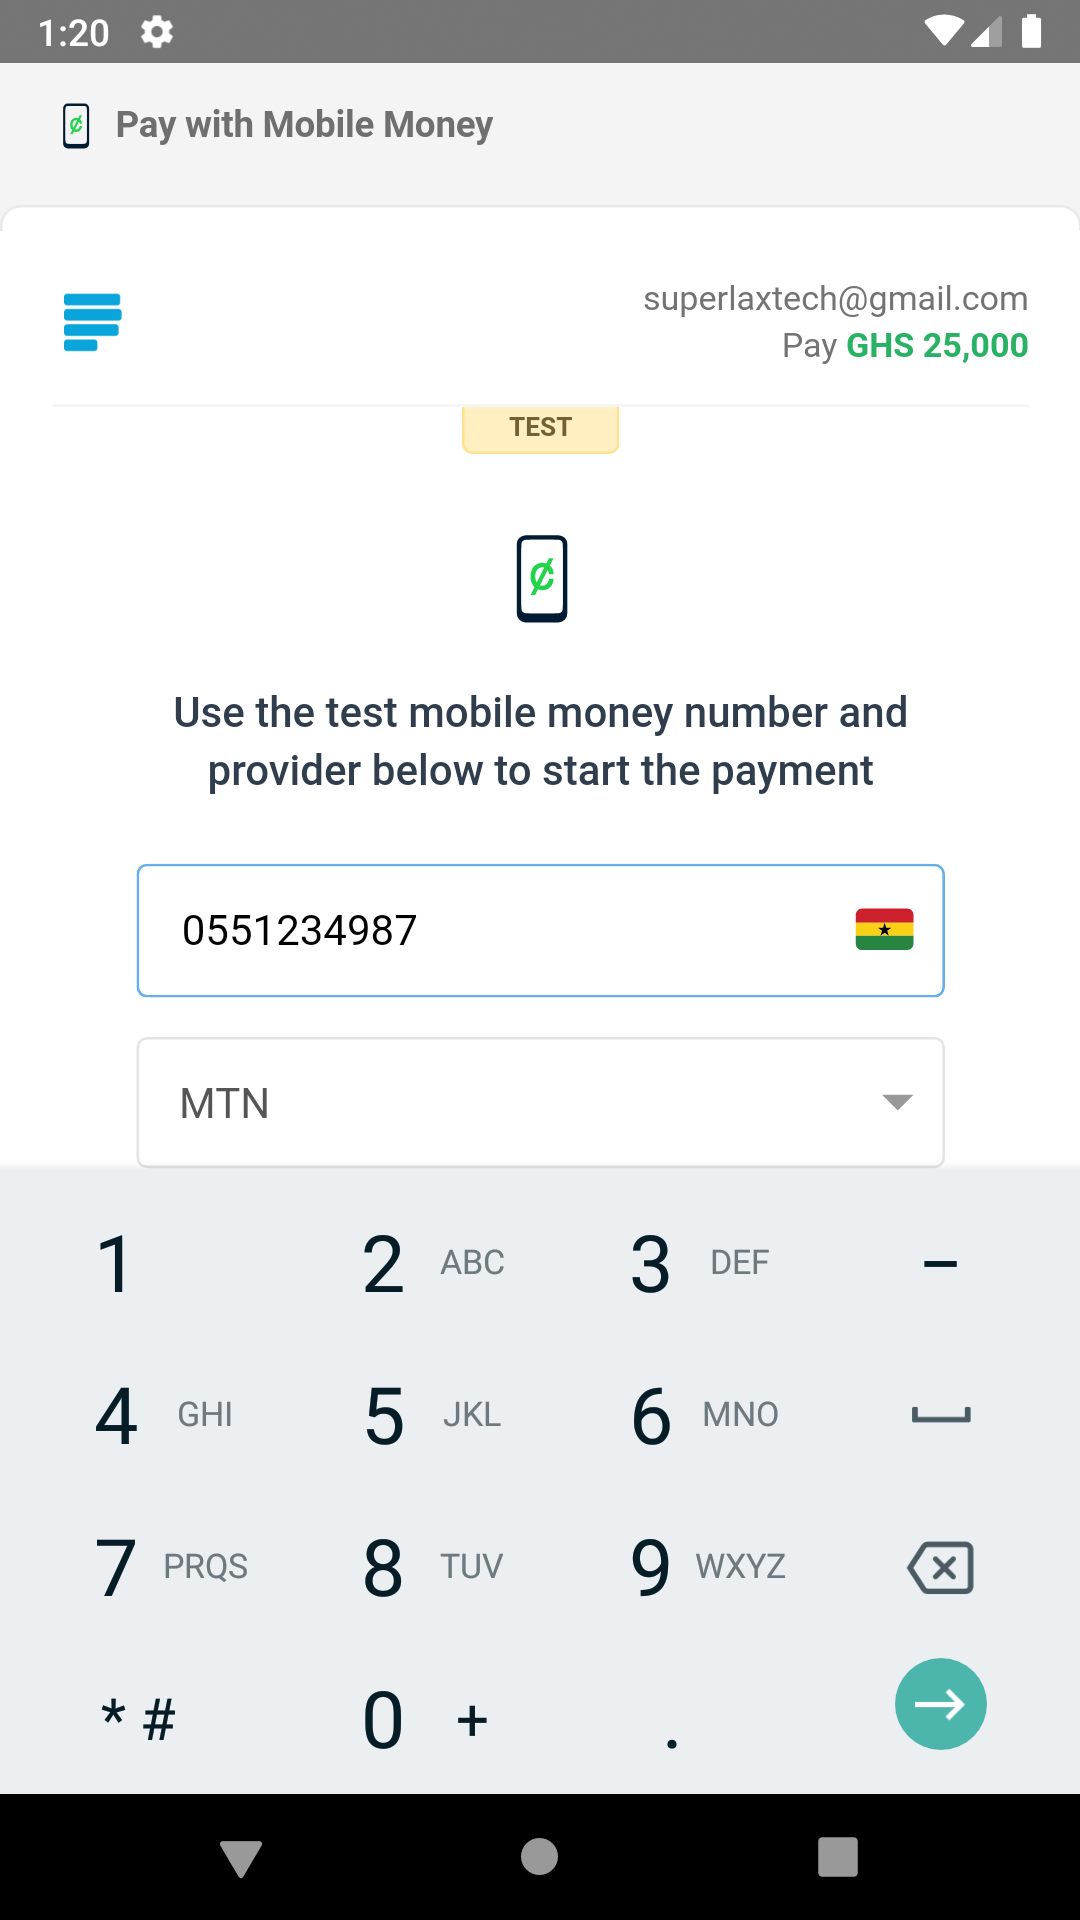 1:20
Pay with Mobile Money
superlaxtech@gmail.com
Pay GHS 25,000
TEST
Use the test mobile money number and
provider below to start the payment
0551234987
MTN
1 2 ABC 3 DEF –
4 GHI 5 JKL 6 MNO
7 PRQS 8 TUV 9 WXYZ
* # 0 + .